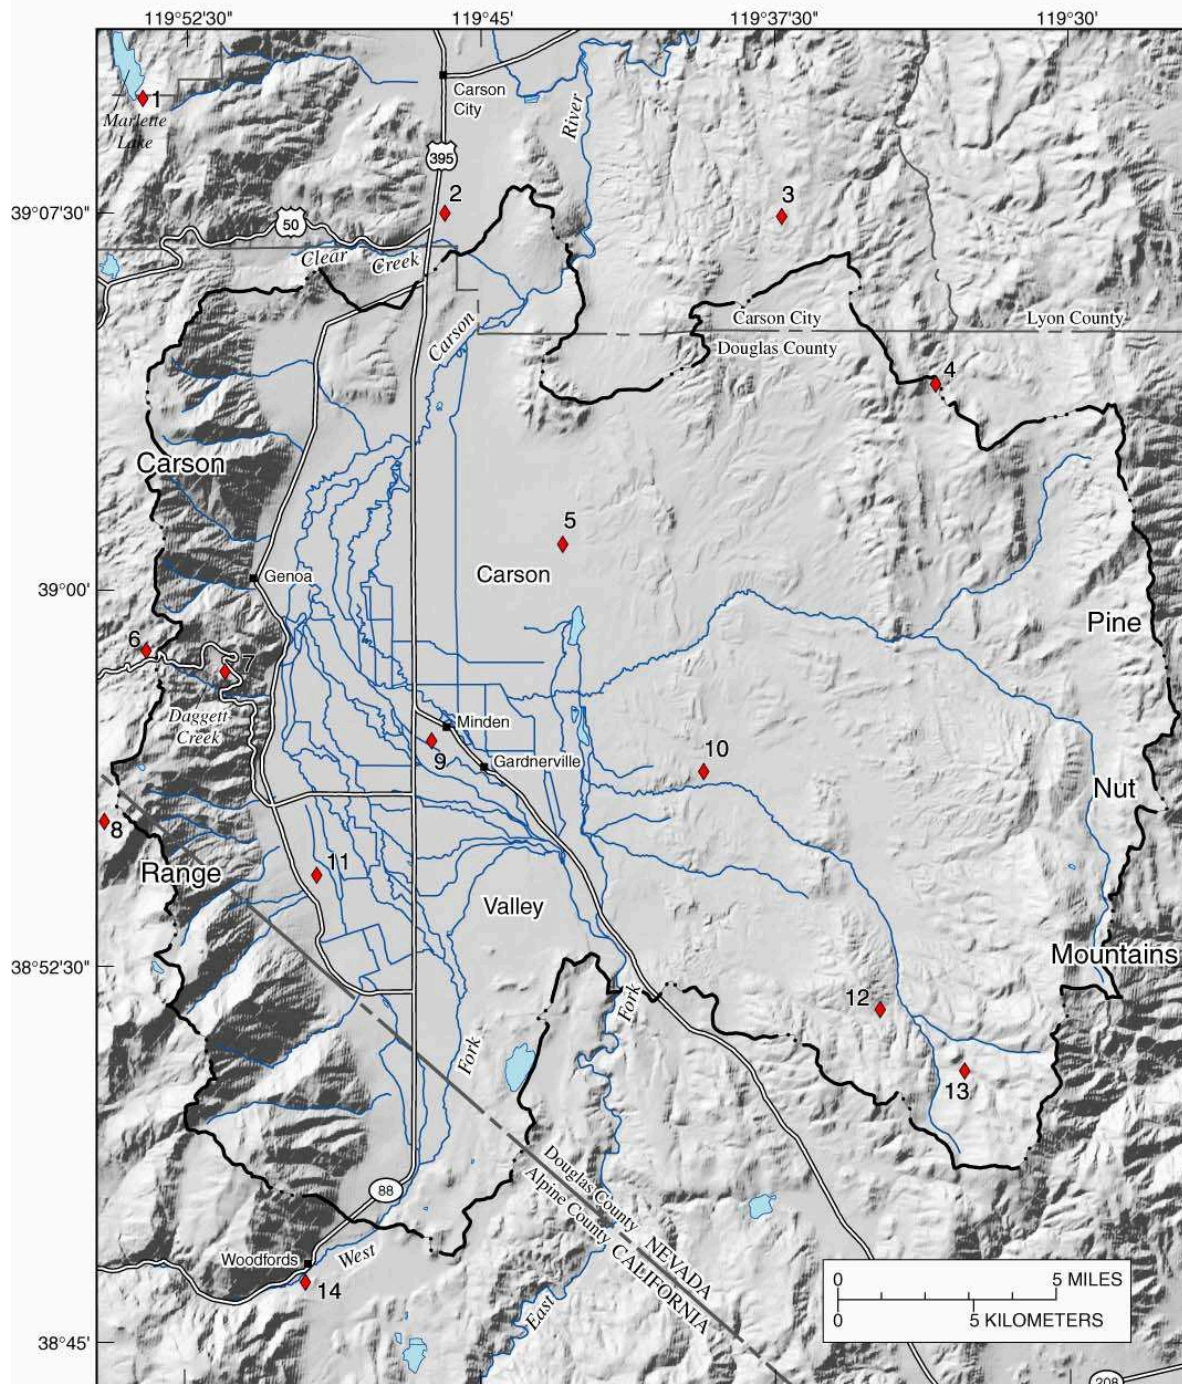 119°52'30"
119°45'
119°37'30"
119°30'
Carson
City
River
1
Marlette
Lake
395
39°07'30"
2
3
50
Clear
Creek
Carson
Carson City
Lyon County
Douglas County
4
Carson
5
Carson
Genoa
39°00'
Pine
6
7
Daggett
Creek
Minden
9
Gardnerville
10
Nut
8
Range
11
Valley
38°52'30"
Mountains
12
Fork
Fork
13
Douglas County
Alpine County
NEVADA
CALIFORNIA
88
Woodfords
West
14
East
0
5 MILES
0
5 KILOMETERS
38°45'
208